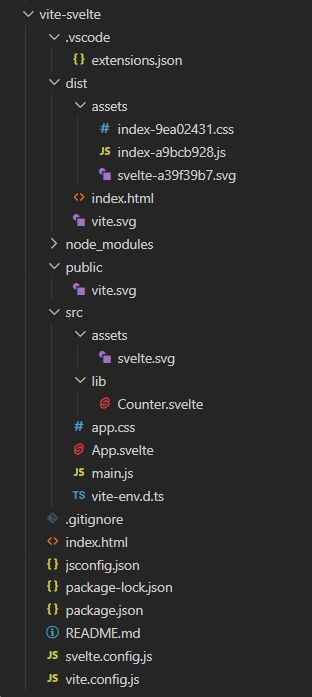 vite-svelte
.vscode
{} extensions.json
dist
assets
# index-9ea02431.css
JS index-a9bcb928.js
svelte-a39f39b7.svg
<> index.html
vite.svg
node_modules
public
vite.svg
src
assets
svelte.svg
lib
Counter.svelte
# app.css
App.svelte
JS main.js
TS vite-env.d.ts
.gitignore
<> index.html
{} jsconfig.json
{} package-lock.json
{} package.json
README.md
JS svelte.config.js
JS vite.config.js